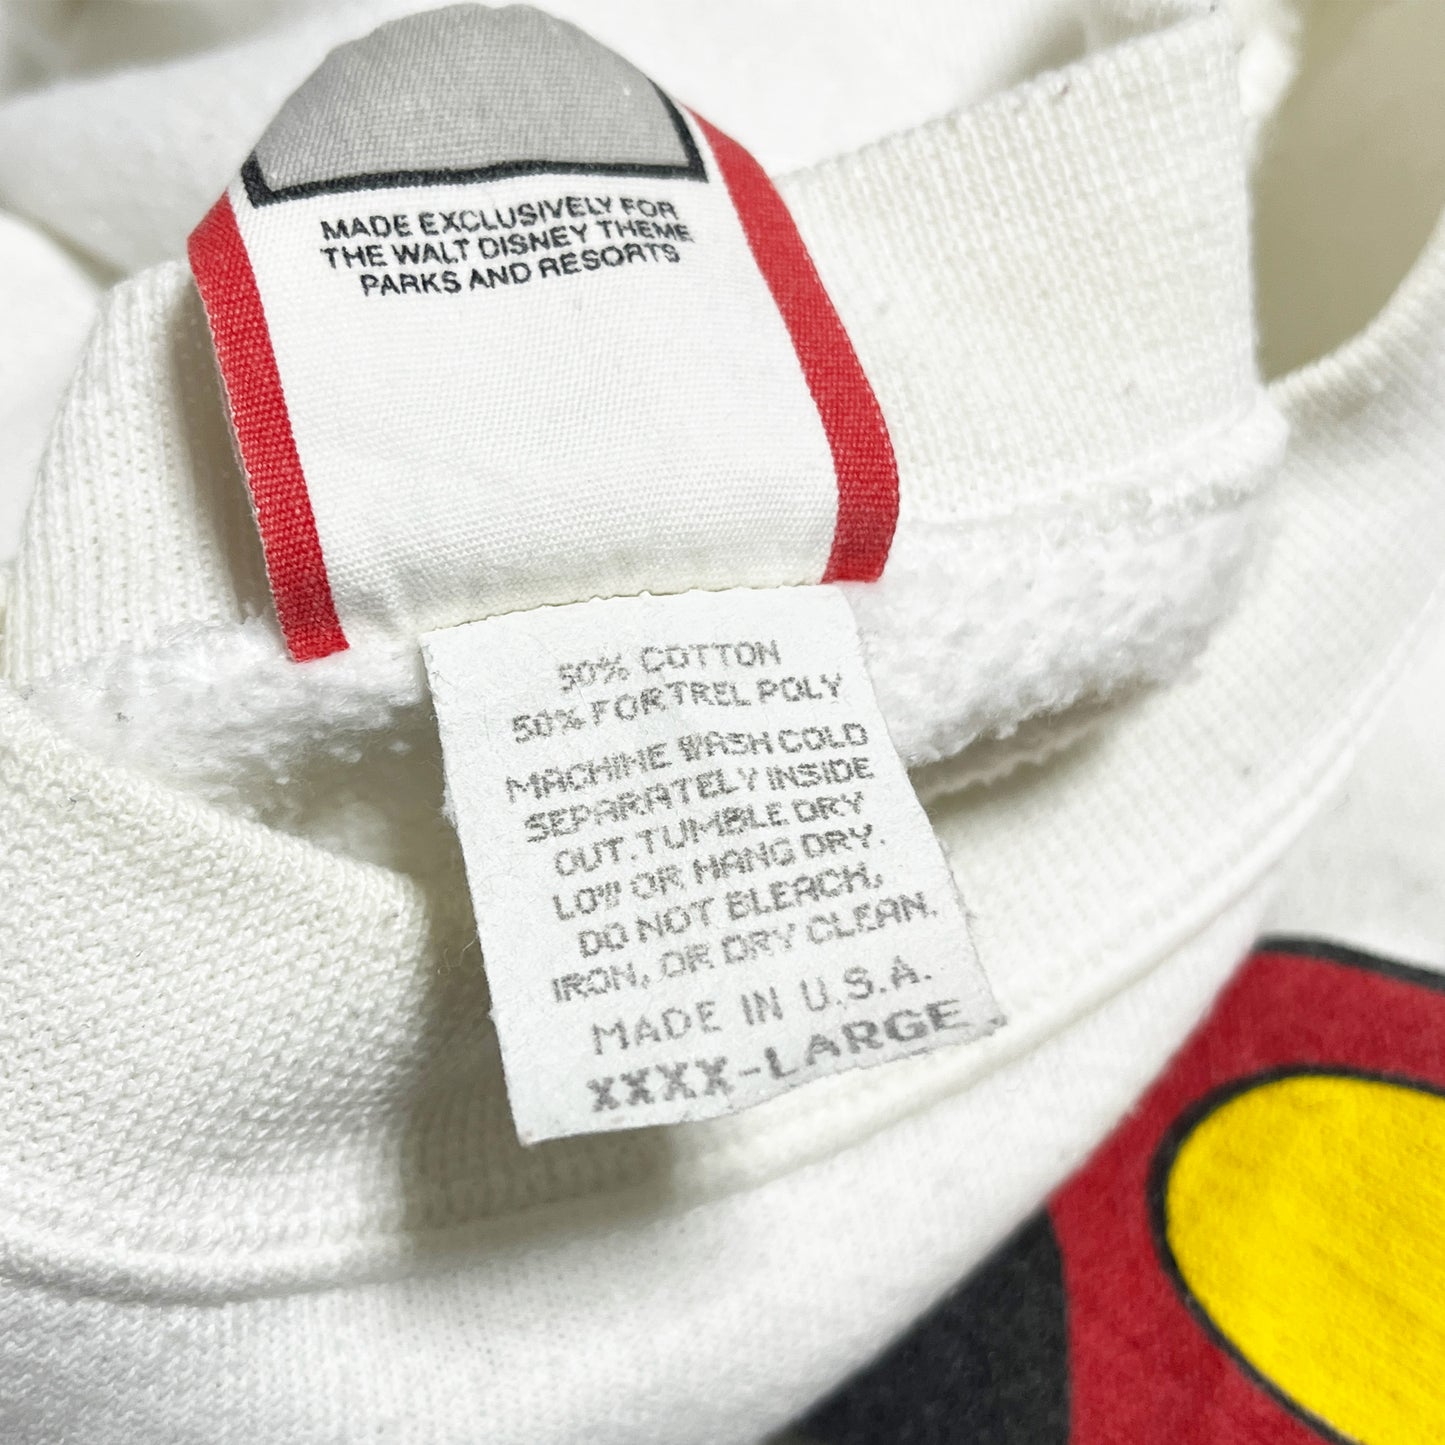 MADE EXCLUSIVELY FOR
THE WALT DISNEY THEME
PARKS AND RESORTS
50% COTTON
50% FORTREL POLY
MACHINE WASH COLD
SEPARATELY INSIDE
OUT. TUMBLE DRY
LOW OR HANG DRY.
DO NOT BLEACH,
IRON, OR DRY CLEAN.
MADE IN U.S.A.
XXXX-LARGE